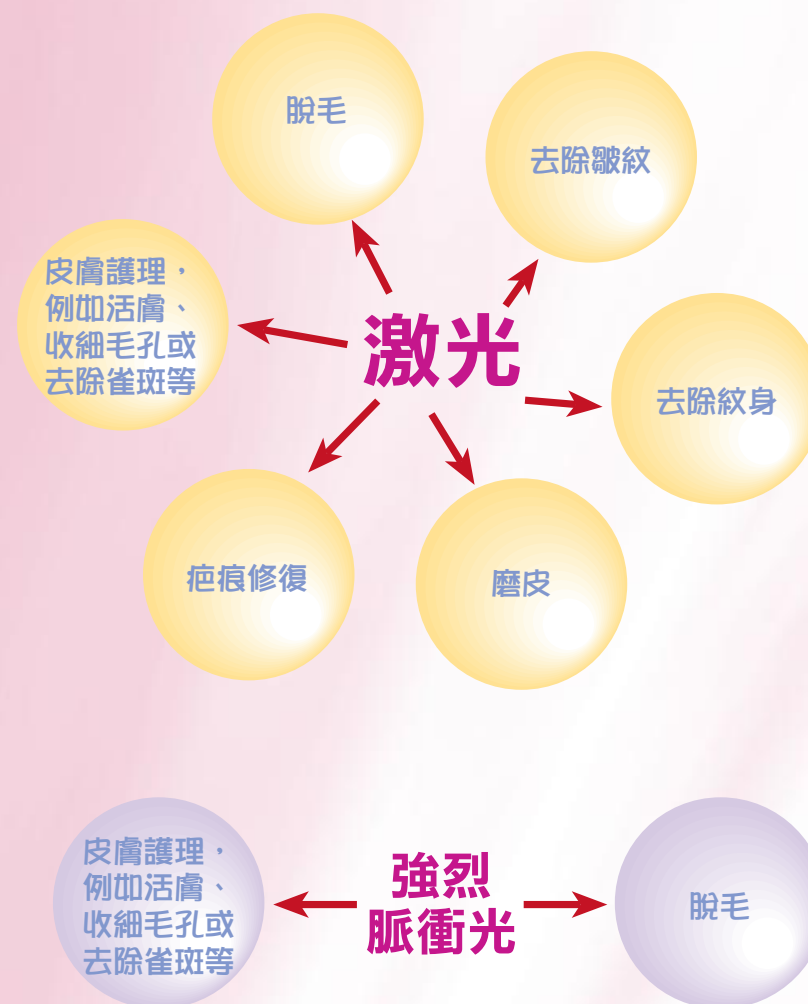 脫毛
去除皺紋
皮膚護理，
例如活膚、
收細毛孔或
去除雀斑等
激光
去除紋身
疤痕修復
磨皮
皮膚護理，
例如活膚、
收細毛孔或
去除雀斑等
強烈
脈衝光
脫毛